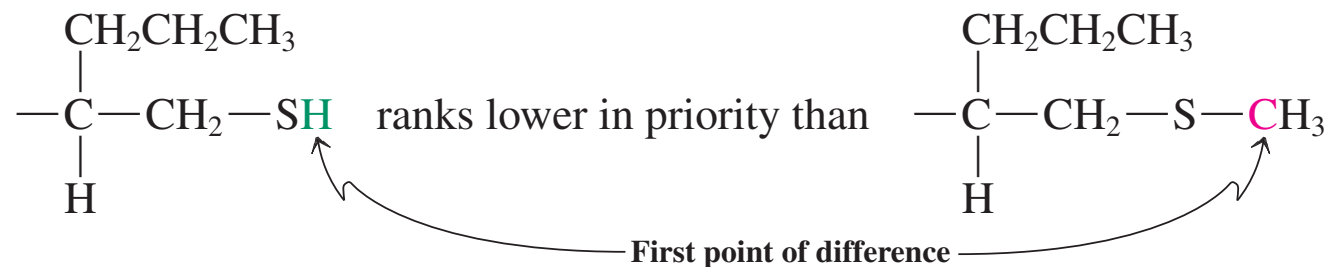 CH₂CH₂CH₃ CH₂CH₂CH₃
—C—CH₂—SH ranks lower in priority than —C—CH₂—S—CH₃
H H
First point of difference